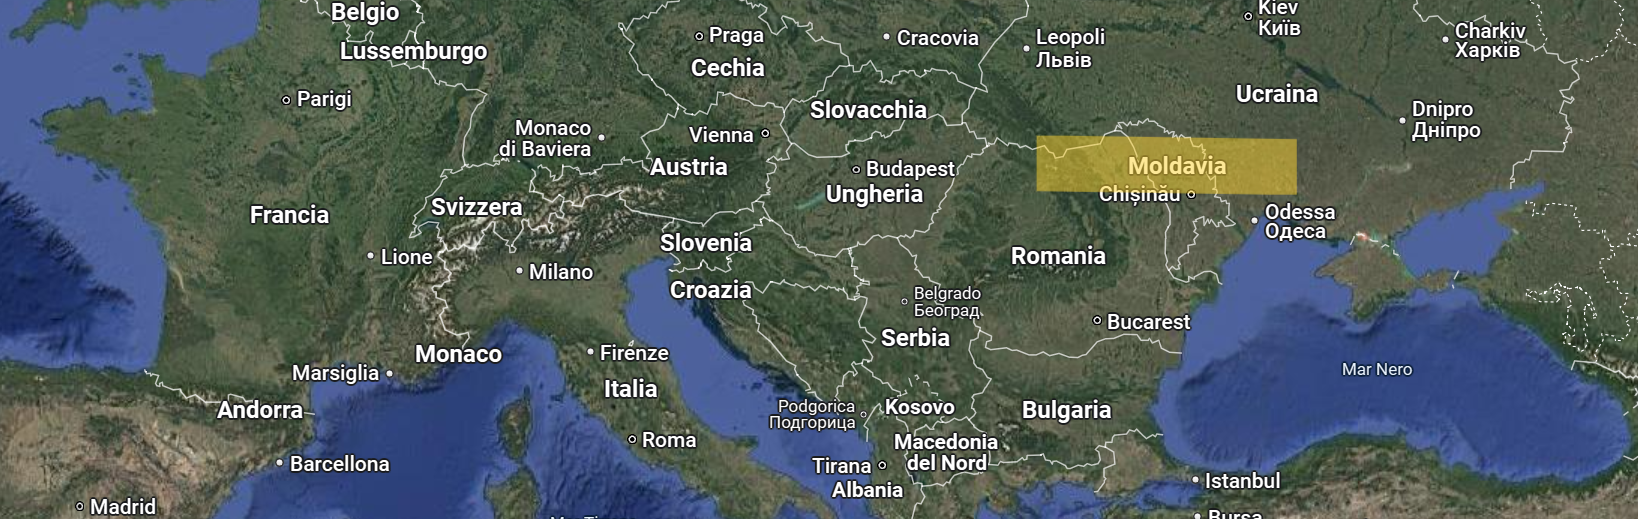 Belgio
Kiev
Київ
Lussemburgo
Praga
Cracovia
Leopoli
Львів
Charkiv
Харків
Cechia
Parigi
Slovacchia
Ucraina
Dnipro
Дніпро
Monaco
di Baviera
Vienna
Austria
Budapest
Moldavia
Ungheria
Chișinău
Francia
Svizzera
Odessa
Одеса
Slovenia
Lione
Milano
Romania
Croazia
Belgrado
Београд
Bucarest
Serbia
Monaco
Firenze
Marsiglia
Italia
Mar Nero
Andorra
Podgorica
Подгорица
Kosovo
Bulgaria
Roma
Macedonia
del Nord
Barcellona
Tirana
Albania
Istanbul
Madrid
Bursa